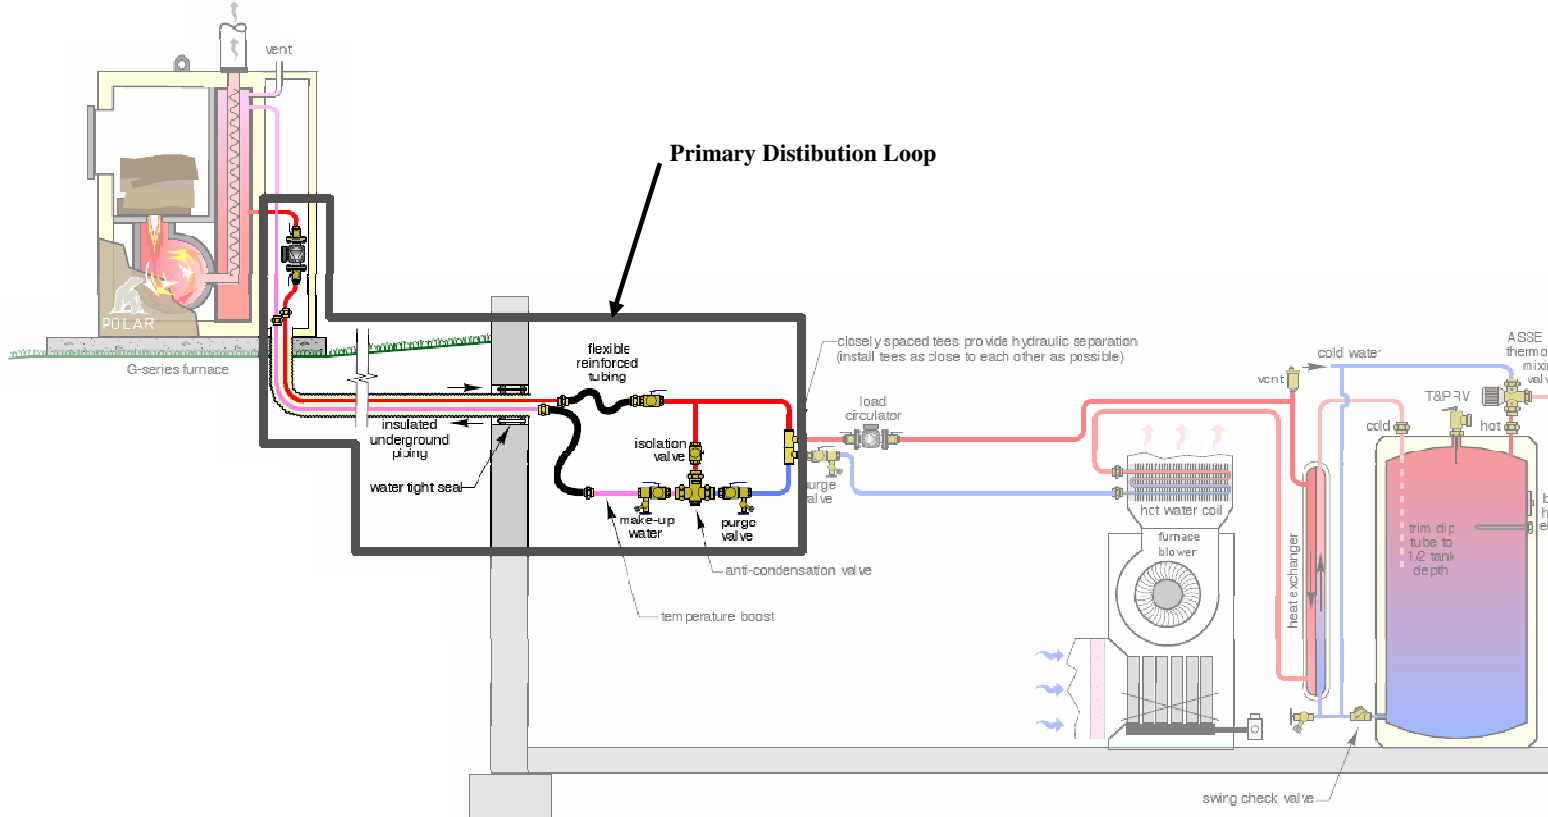 vent
Primary Distibution Loop
POLAR
G-series furnace
flexible
reinforced
tubing
closely spaced tees provide hydraulic separation
(install tees as close to each other as possible)
load
circulator
vent
cold water
ASSE
thermo
T&PRV
cold
hot
insulated
underground
piping
water tight seal
isolation
valve
make-up
water
purge
valve
anti-condensation valve
temperature boost
hot water coil
furnace
blower
heat exchanger
trim dip
tube to
1/2 tank
depth
swing check valve